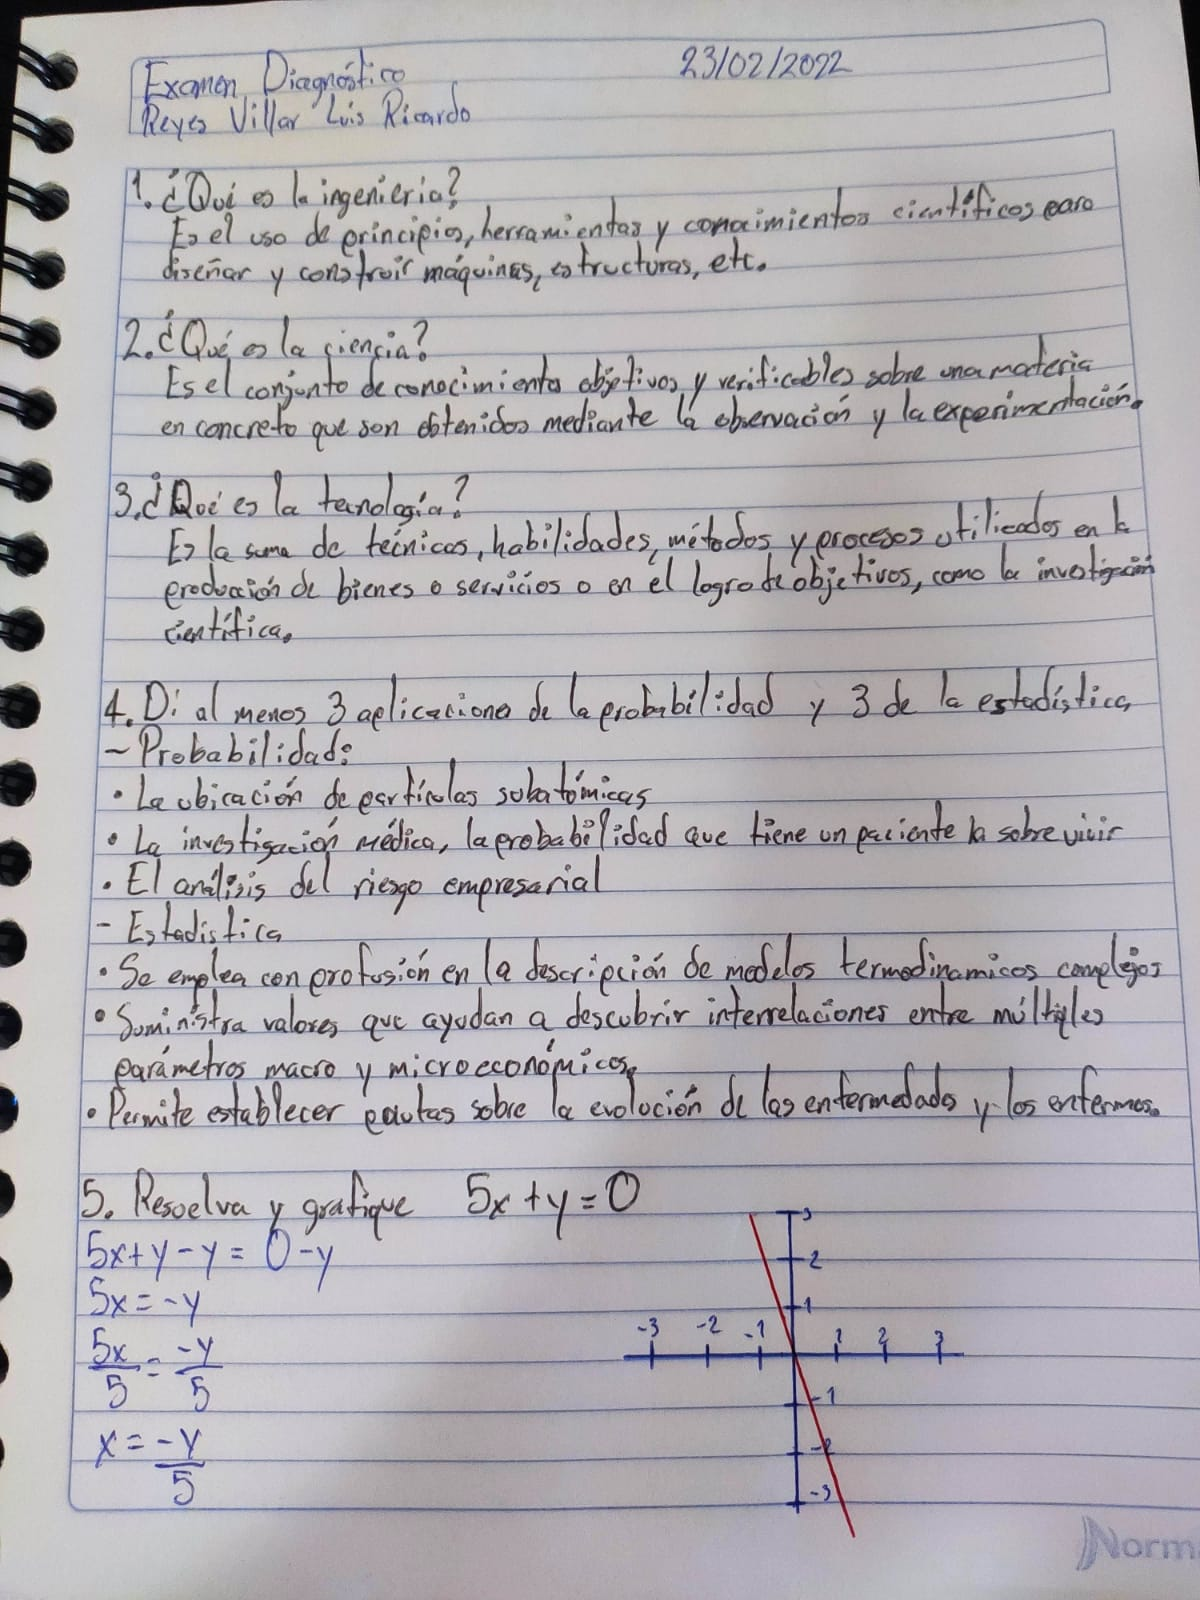 Examen Diagnóstico 23/02/2022
Reyes Villar Luis Ricardo
1. ¿Qué es la ingeniería?
Es el uso de principios, herramientas y conocimientos científicos para
diseñar y construir máquinas, estructuras, etc.
2. ¿Qué es la ciencia?
Es el conjunto de conocimientos objetivos y verificables sobre una materia
en concreto que son obtenidos mediante la observación y la experimentación.
3. ¿Qué es la tecnología?
Es la suma de técnicas, habilidades, métodos y procesos utilizados en la
producción de bienes o servicios o en el logro de objetivos, como la investigación
científica.
4. Di al menos 3 aplicaciones de la probabilidad y 3 de la estadística
- Probabilidad:
• La ubicación de partículas subatómicas
• La investigación médica, la probabilidad que tiene un paciente la sobrevivir
• El análisis del riesgo empresarial
- Estadística
• Se emplea con profusión en la descripción de modelos termodinamicos complejos
• Suministra valores que ayudan a descubrir interrelaciones entre múltiples
parámetros macro y microeconómicos.
• Permite establecer pautas sobre la evolución de las enfermedades y los enfermos.
5. Resuelva y grafique 5x+y=0
5x+y-y= 0-y
5x=-y
5x/5=-y/5
x=-y/5
3
2
1
-3 -2 -1 1 2 3
-1
-2
-3
Norm